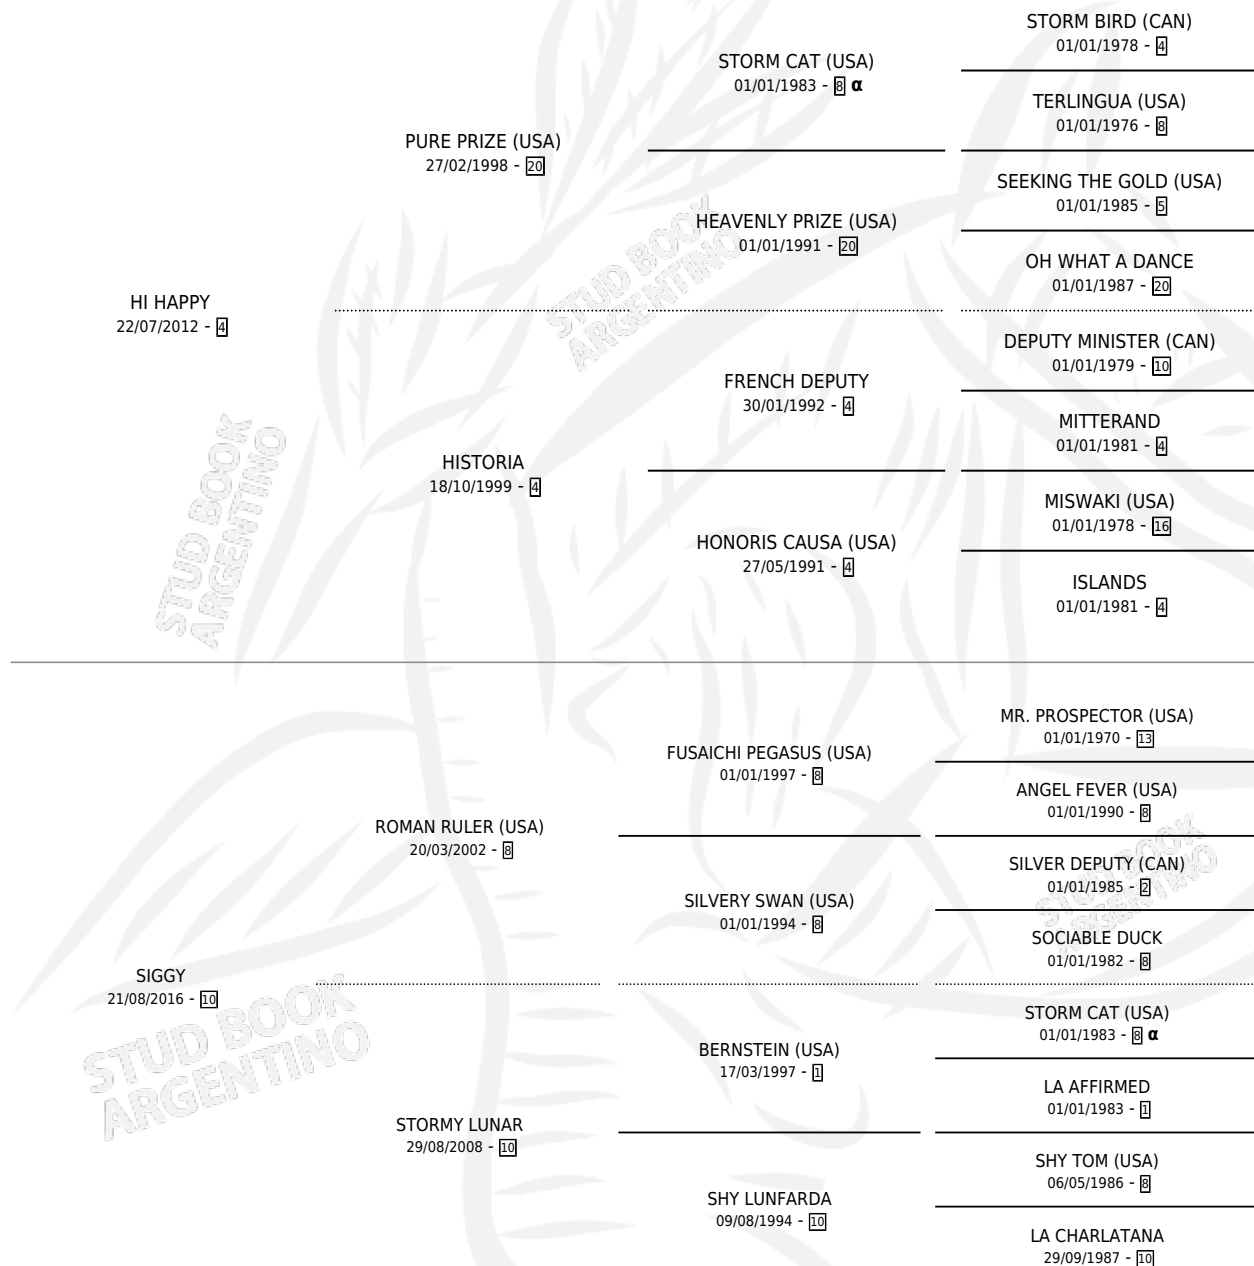 STORM BIRD (CAN)
01/01/1978 - 4
STORM CAT (USA)
01/01/1983 - 8 α
TERLINGUA (USA)
01/01/1976 - 8
PURE PRIZE (USA)
27/02/1998 - 20
SEEKING THE GOLD (USA)
01/01/1985 - 5
HEAVENLY PRIZE (USA)
01/01/1991 - 20
OH WHAT A DANCE
01/01/1987 - 20
HI HAPPY
22/07/2012 - 4
DEPUTY MINISTER (CAN)
01/01/1979 - 10
FRENCH DEPUTY
30/01/1992 - 4
MITTERAND
01/01/1981 - 4
HISTORIA
18/10/1999 - 4
MISWAKI (USA)
01/01/1978 - 16
HONORIS CAUSA (USA)
27/05/1991 - 4
ISLANDS
01/01/1981 - 4
STUD BOOK
ARGENTINO
STUD BOOK
ARGENTINO
MR. PROSPECTOR (USA)
01/01/1970 - 13
FUSAICHI PEGASUS (USA)
01/01/1997 - 8
ANGEL FEVER (USA)
01/01/1990 - 8
ROMAN RULER (USA)
20/03/2002 - 8
SILVER DEPUTY (CAN)
01/01/1985 - 2
SILVERY SWAN (USA)
01/01/1994 - 8
SOCIABLE DUCK
01/01/1982 - 8
SIGGY
21/08/2016 - 10
STORM CAT (USA)
01/01/1983 - 8 α
BERNSTEIN (USA)
17/03/1997 - 1
LA AFFIRMED
01/01/1983 - 1
STORMY LUNAR
29/08/2008 - 10
SHY TOM (USA)
06/05/1986 - 8
SHY LUNFARDA
09/08/1994 - 10
LA CHARLATANA
29/09/1987 - 10
STUD BOOK
ARGENTINO
STUD BOOK
ARGENTINO